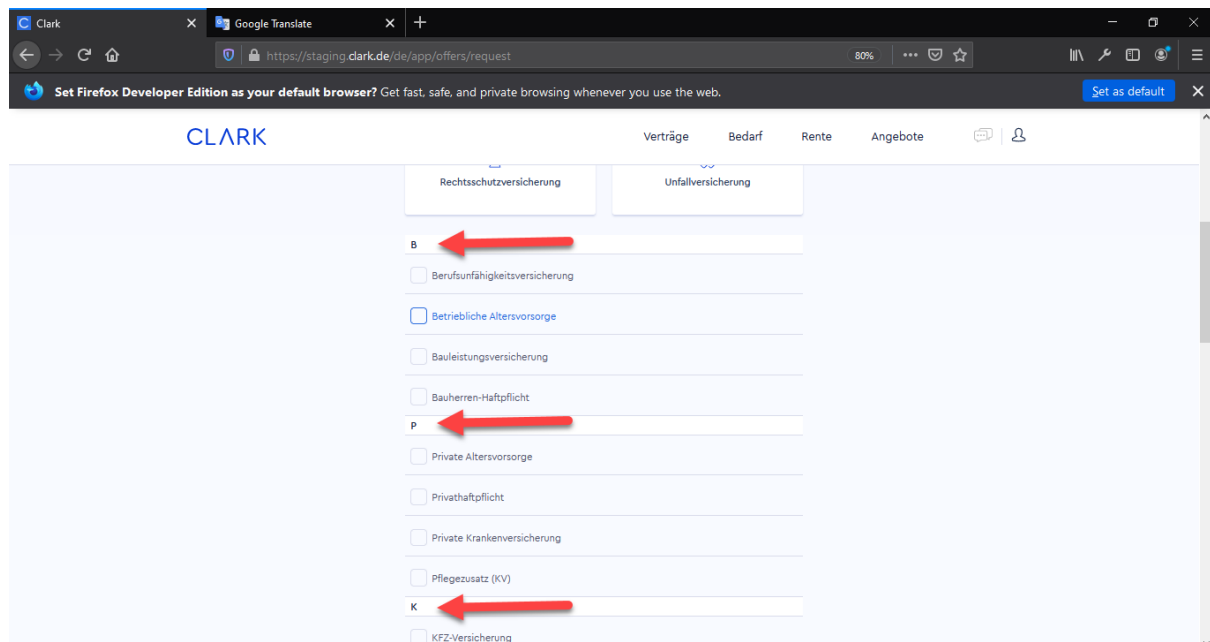 Clark
Google Translate
https://staging.clark.de/de/app/offers/request
80%
Set Firefox Developer Edition as your default browser? Get fast, safe, and private browsing whenever you use the web.
Set as default
CLARK
Verträge
Bedarf
Rente
Angebote
Rechtsschutzversicherung
Unfallversicherung
B
Berufsunfähigkeitsversicherung
Betriebliche Altersvorsorge
Bauleistungsversicherung
Bauherren-Haftpflicht
P
Private Altersvorsorge
Privathaftpflicht
Private Krankenversicherung
Pflegezusatz (KV)
K
KFZ-Versicherung